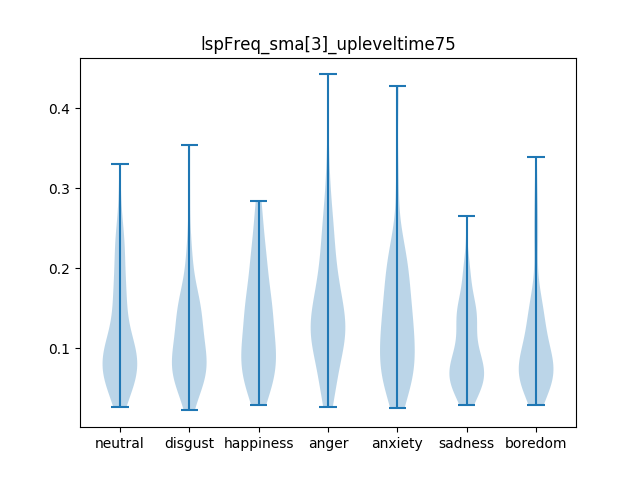 lspFreq_sma[3]_upleveltime75
0.4
0.3
0.2
0.1
neutral disgust happiness anger anxiety sadness boredom